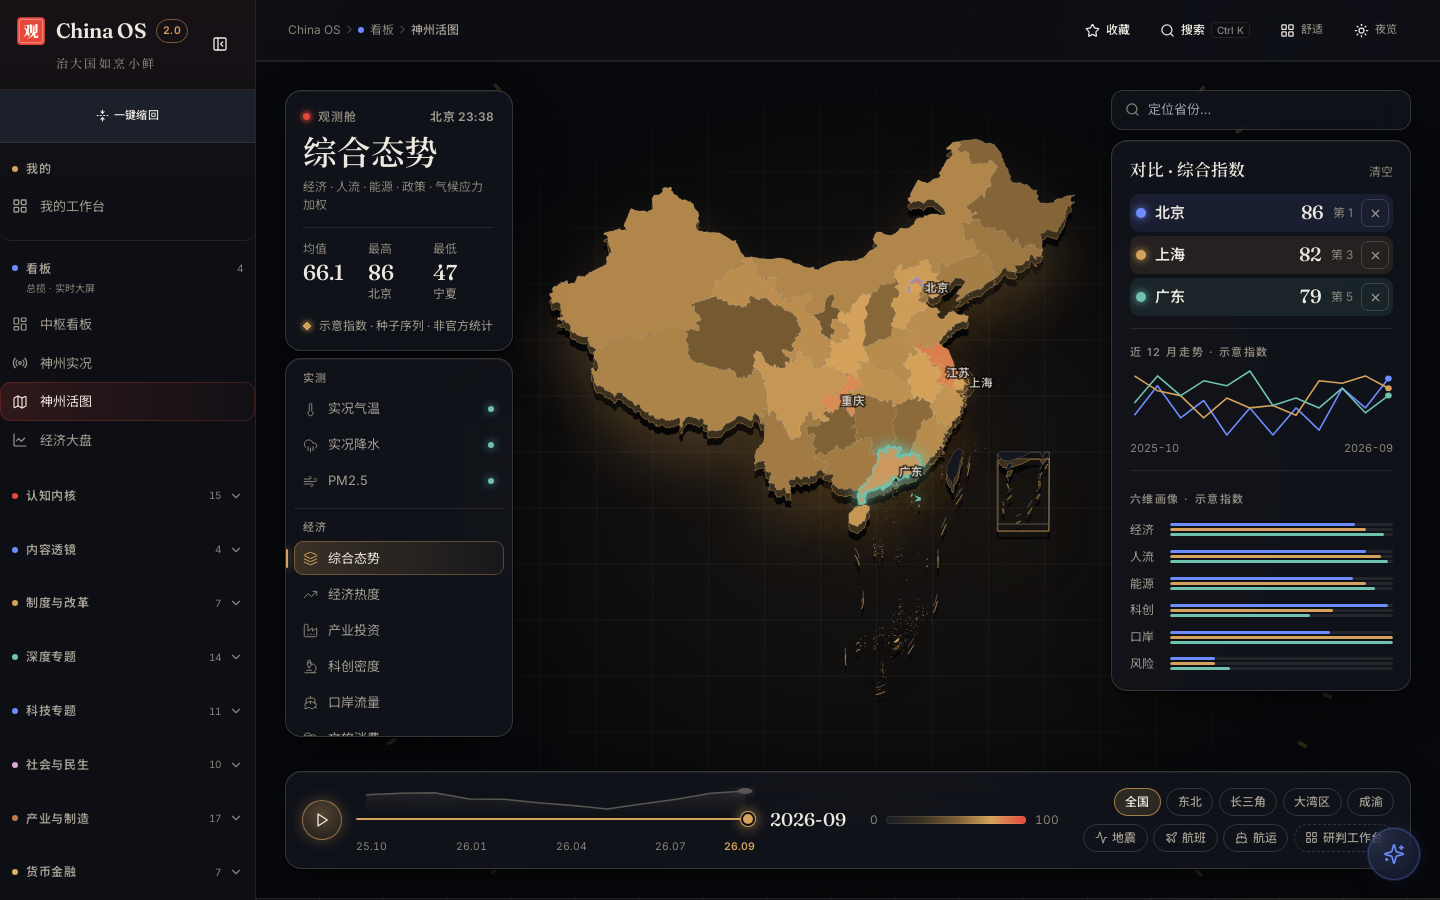 观 China OS 2.0
治大国如烹小鲜
一键缩回
我的
我的工作台
看板 4
总揽 · 实时大屏
中枢看板
神州实况
神州活图
经济大盘
认知内核 15
内容透镜 4
制度与改革 7
深度专题 14
科技专题 11
社会与民生 10
产业与制造 17
货币金融 7
China OS > 看板 > 神州活图
收藏
搜索 Ctrl K
舒适
夜览
观测舱 北京 23:38
综合态势
经济 · 人流 · 能源 · 政策 · 气候应力
加权
均值 最高 最低
66.1 86 47
北京 宁夏
示意指数 · 种子序列 · 非官方统计
实测
实况气温
实况降水
PM2.5
经济
综合态势
经济热度
产业投资
科创密度
口岸流量
北京
江苏
上海
重庆
广东
定位省份...
对比 · 综合指数 清空
北京 86 第 1 ×
上海 82 第 3 ×
广东 79 第 5 ×
近 12 月走势 · 示意指数
2025-10 2026-09
六维画像 · 示意指数
经济
人流
能源
科创
口岸
风险
25.10 26.01 26.04 26.07 26.09
2026-09
0 100
全国 东北 长三角 大湾区 成渝
地震 航班 航运 研判工作台